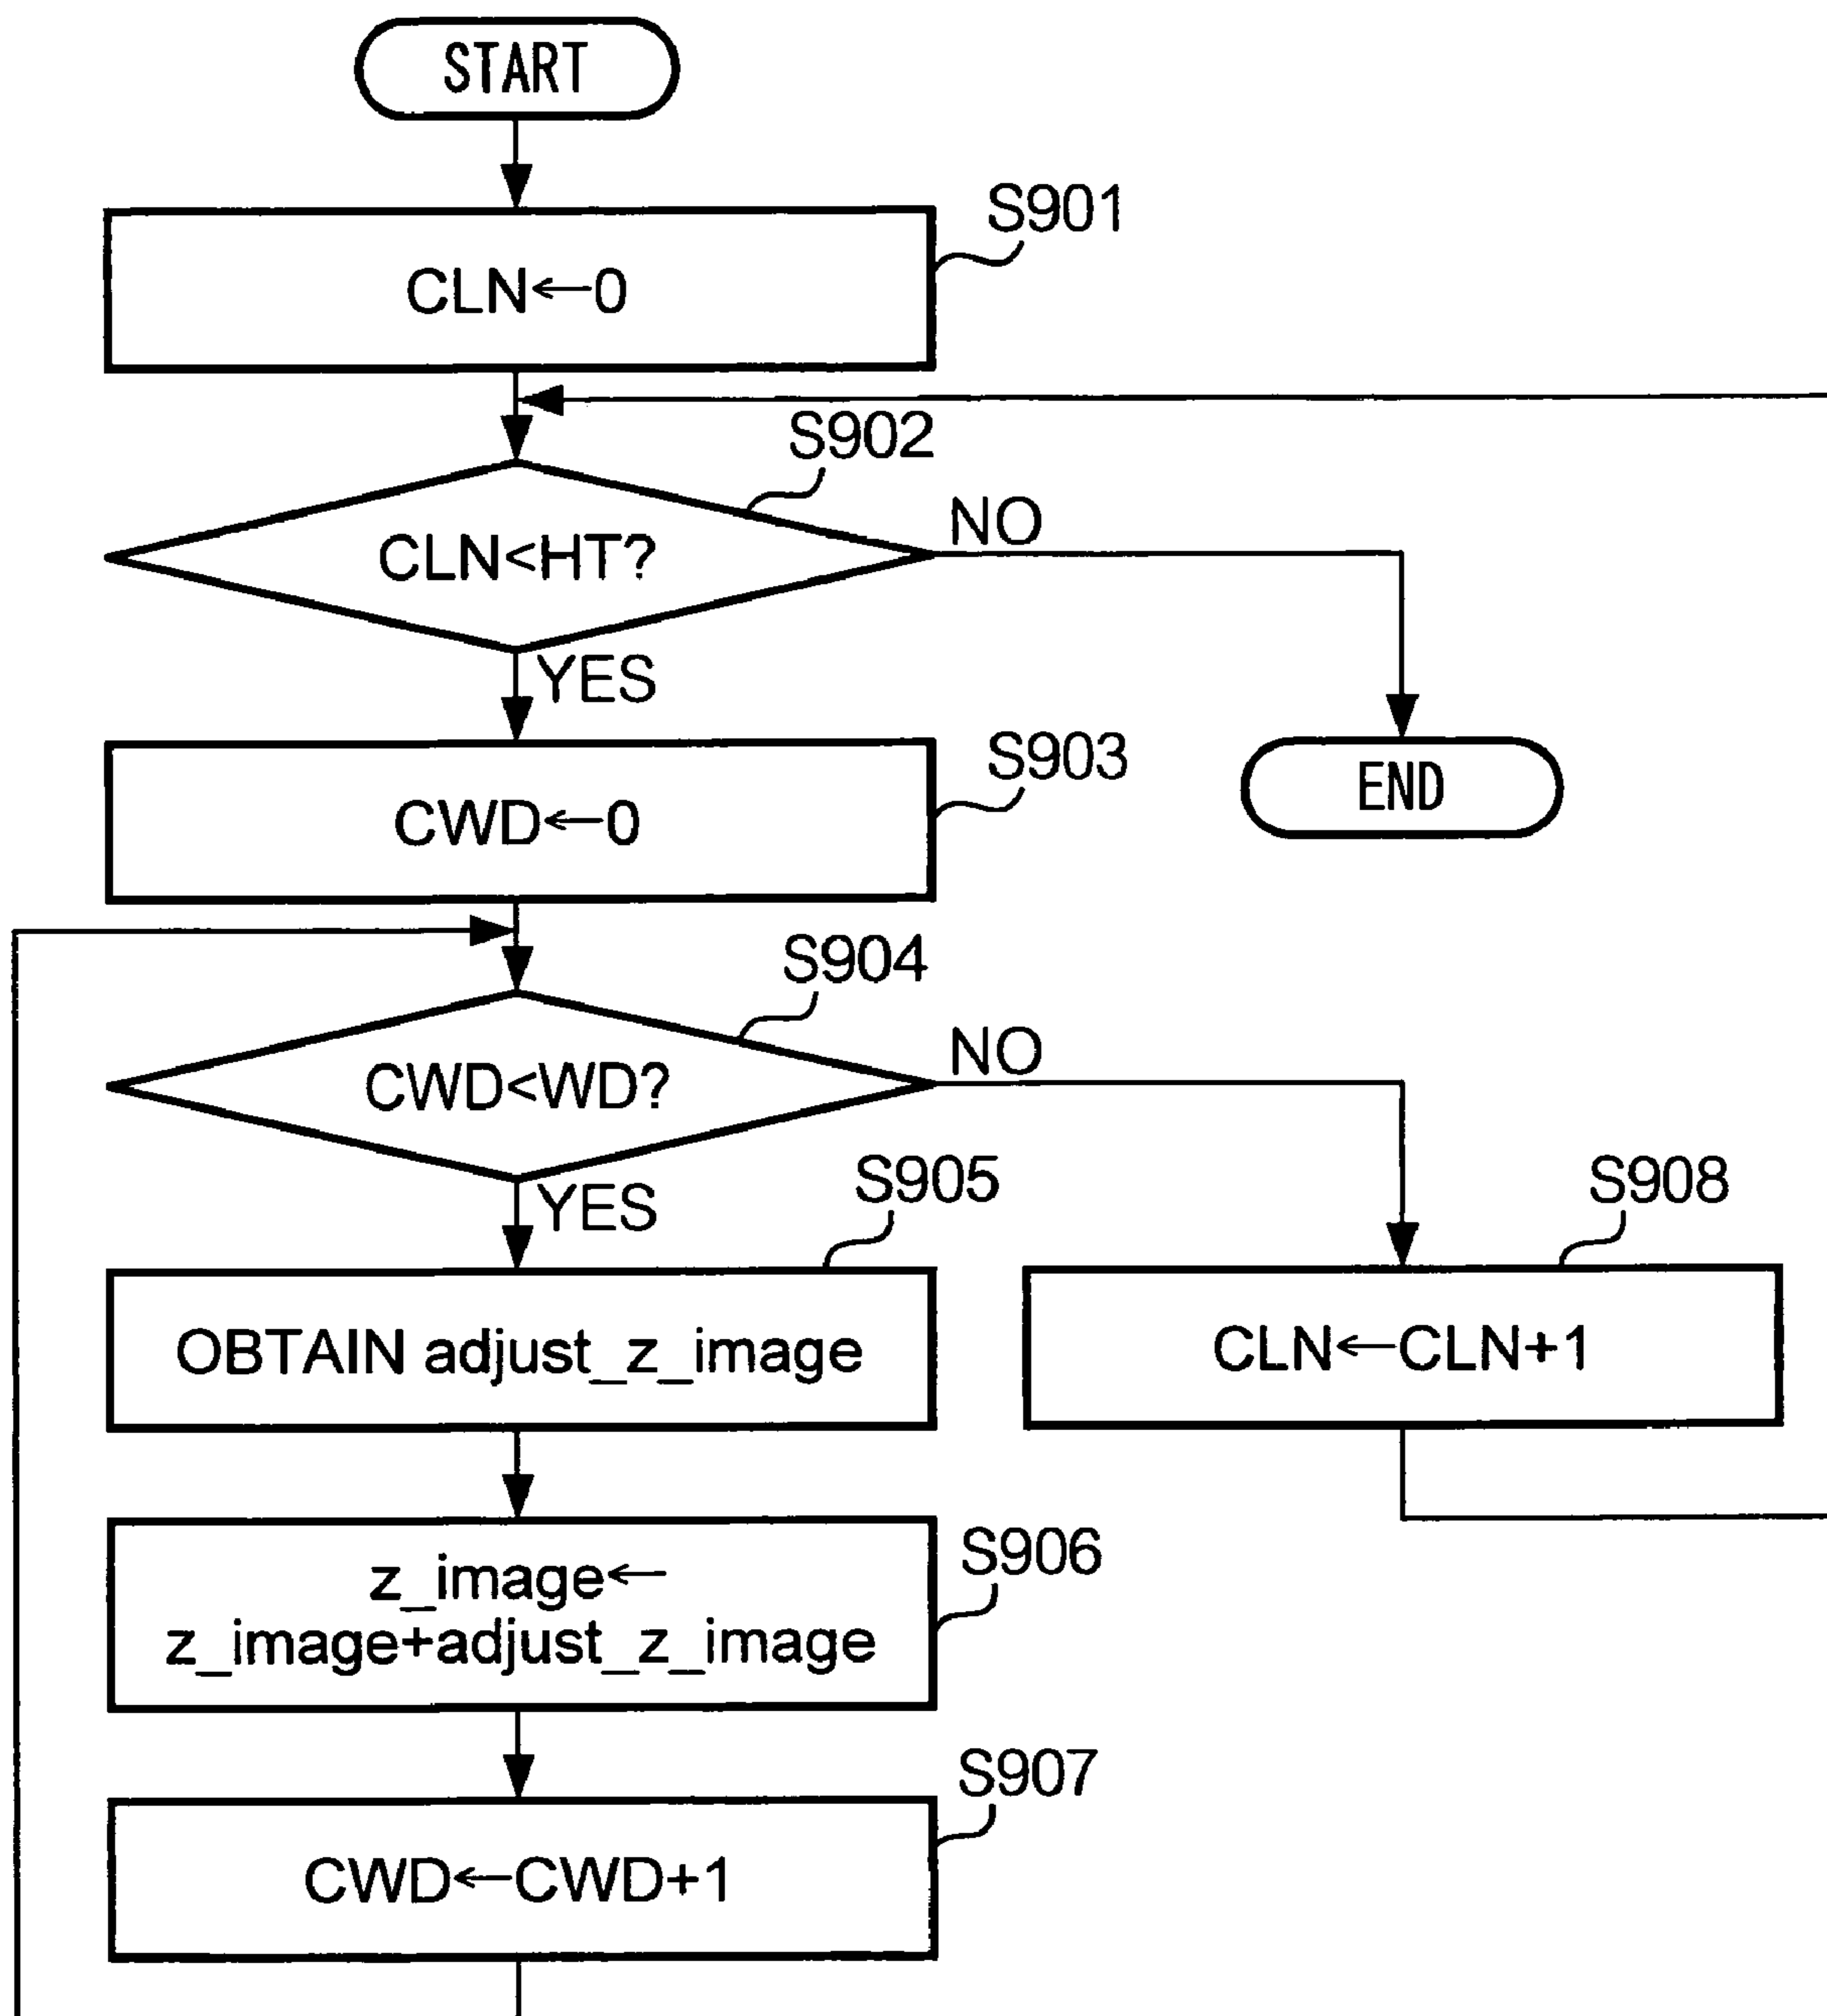 START
S901
CLN←0
S902
CLN<HT?
NO
YES
S903
CWD←0
END
S904
CWD<WD?
NO
YES
S905
OBTAIN adjust_z_image
S908
CLN←CLN+1
S906
z_image←
z_image+adjust_z_image
S907
CWD←CWD+1